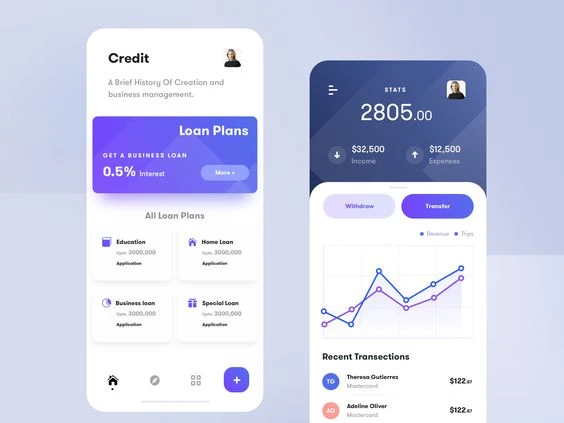 Credit
A Brief History Of Creation and
business management.
Loan Plans
GET A BUSINESS LOAN
0.5% Interest
More +
All Loan Plans
Education
Upto 3000,000
Application
Home Loan
Upto 3000,000
Application
Business loan
Upto 3000,000
Application
Special Loan
Upto 3000,000
Application
+
STATS
2805.00
$32,500
Income
$12,500
Expenses
Withdraw
Transfer
Revenue
Trips
Recent Transections
TG
Theresa Gutierrez
Mastercard
$122.67
AO
Adeline Oliver
Mastercard
$122.67